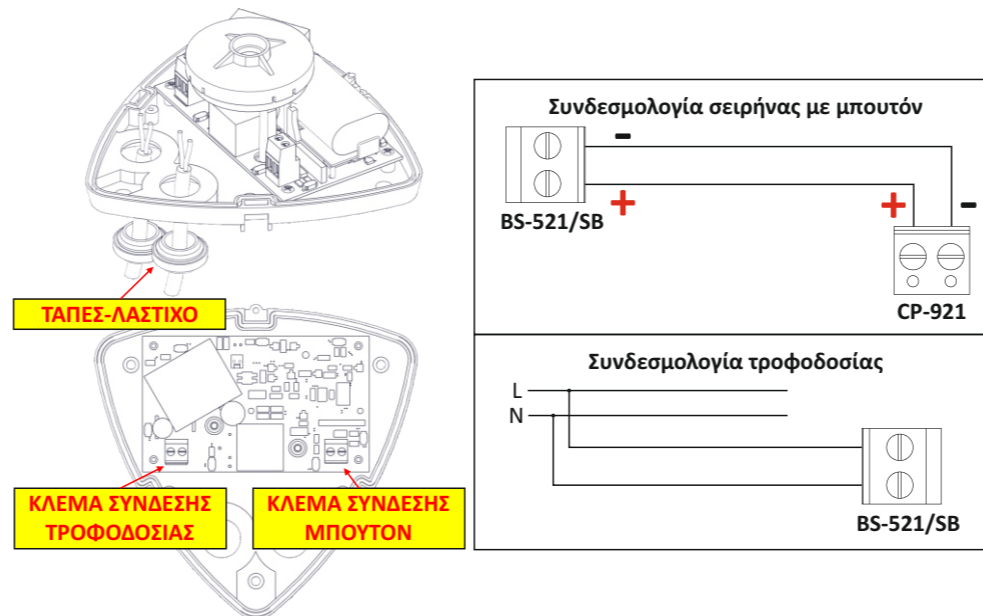 ΤΑΠΕΣ-ΛΑΣΤΙΧΟ
ΚΛΕΜΑ ΣΥΝΔΕΣΗΣ
ΤΡΟΦΟΔΟΣΙΑΣ
ΚΛΕΜΑ ΣΥΝΔΕΣΗΣ
ΜΠΟΥΤΟΝ
Συνδεσμολογία σειρήνας με μπουτόν
-
+
BS-521/SB
+ -
CP-921
Συνδεσμολογία τροφοδοσίας
L
N
BS-521/SB